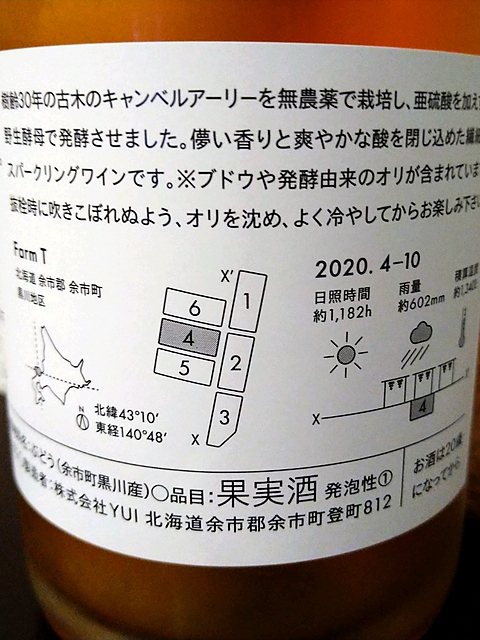 樹齢30年の古木のキャンベルアーリーを無農薬で栽培し、亜硫酸を加え
野生酵母で発酵させました。儚い香りと爽やかな酸を閉じ込めた繊細
スパークリングワインです。※ブドウや発酵由来のオリが含まれていま
抜栓時に吹きこぼれぬよう、オリを沈め、よく冷やしてからお楽しみ下さい
Farm T
北海道 余市郡 余市町
黒川地区
N
北緯43°10′
東経140°48′
X′
1
6
4
2
5
3
X
2020. 4–10
日照時間
約1,182h
雨量
約602mm
積算温度
X
4
ぶどう(余市町黒川産)○品目:果実酒 発泡性①
者:株式会社YUI 北海道余市郡余市町登町812
お酒は20歳
になってから